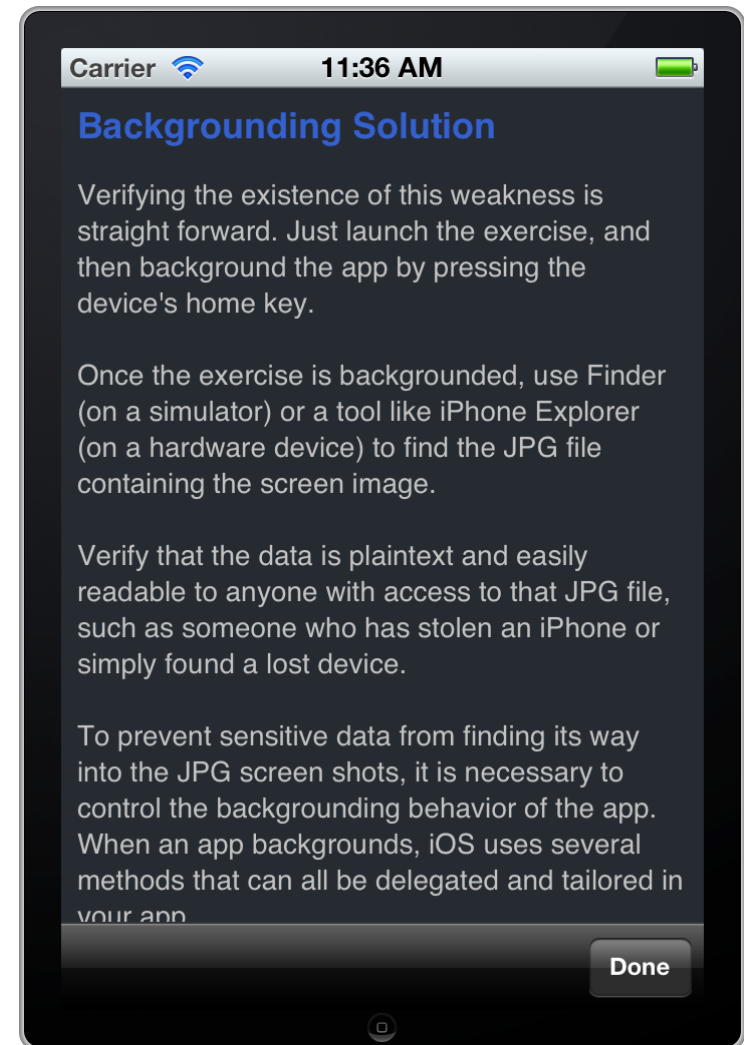 Carrier
11:36 AM
Backgrounding Solution
Verifying the existence of this weakness is
straight forward. Just launch the exercise, and
then background the app by pressing the
device's home key.
Once the exercise is backgrounded, use Finder
(on a simulator) or a tool like iPhone Explorer
(on a hardware device) to find the JPG file
containing the screen image.
Verify that the data is plaintext and easily
readable to anyone with access to that JPG file,
such as someone who has stolen an iPhone or
simply found a lost device.
To prevent sensitive data from finding its way
into the JPG screen shots, it is necessary to
control the backgrounding behavior of the app.
When an app backgrounds, iOS uses several
methods that can all be delegated and tailored in
your app
Done